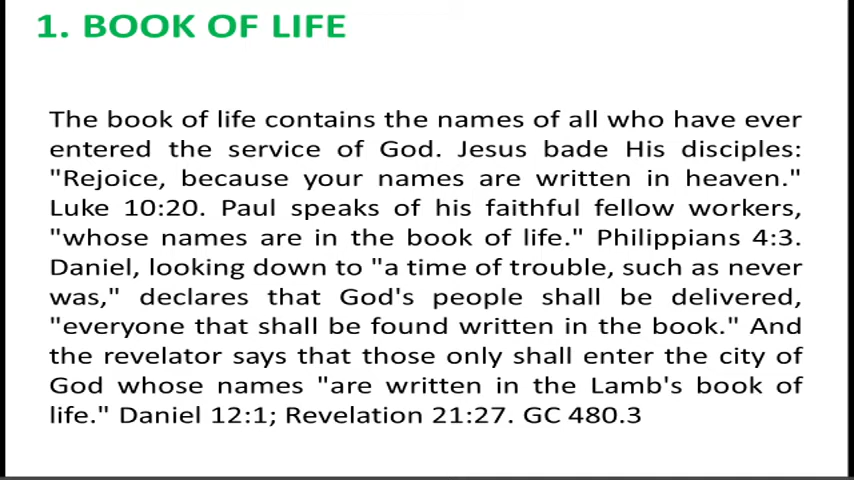 1. BOOK OF LIFE
The book of life contains the names of all who have ever
entered the service of God. Jesus bade His disciples:
"Rejoice, because your names are written in heaven."
Luke 10:20. Paul speaks of his faithful fellow workers,
"whose names are in the book of life." Philippians 4:3.
Daniel, looking down to "a time of trouble, such as never
was," declares that God's people shall be delivered,
"everyone that shall be found written in the book." And
the revelator says that those only shall enter the city of
God whose names "are written in the Lamb's book of
life." Daniel 12:1; Revelation 21:27. GC 480.3